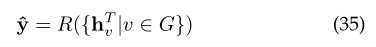 ŷ = R({h_v^T|v ∈ G}) (35)